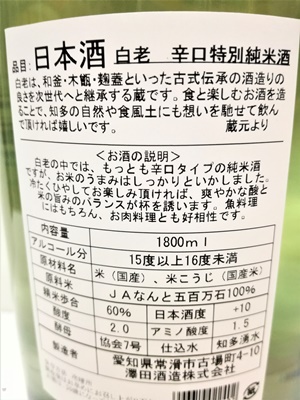 品目：日本酒 白老 辛口特別純米酒
白老は、和釜・木甑・麹蓋といった古式伝承の酒造りの
良さを次世代へと継承する蔵です。食と楽しむお酒を造
ることで、知多の自然や食風土にも想いを馳せて飲ん
で頂ければ嬉しいです。 蔵元より
≪お酒の説明≫
白老の中では、もっとも辛口タイプの純米酒
ですが、お米のうまみはしっかりといかしました。
冷たくひやしてお楽しみ頂ければ、爽やかな酸と
米の旨みのバランスが杯を誘います。魚料理
にはもちろん、お肉料理とも好相性です。
内容量 1800ml
アルコール分 15度以上16度未満
原材料名 米（国産）、米こうじ（国産米）
原料米 JAなんと五百万石100%
精米歩合 60% 日本酒度 +10
酸度 2.0 アミノ酸度 1.5
酵母 協会7号 仕込水 知多湧水
製造者 愛知県常滑市古場町4-10
澤田酒造株式会社